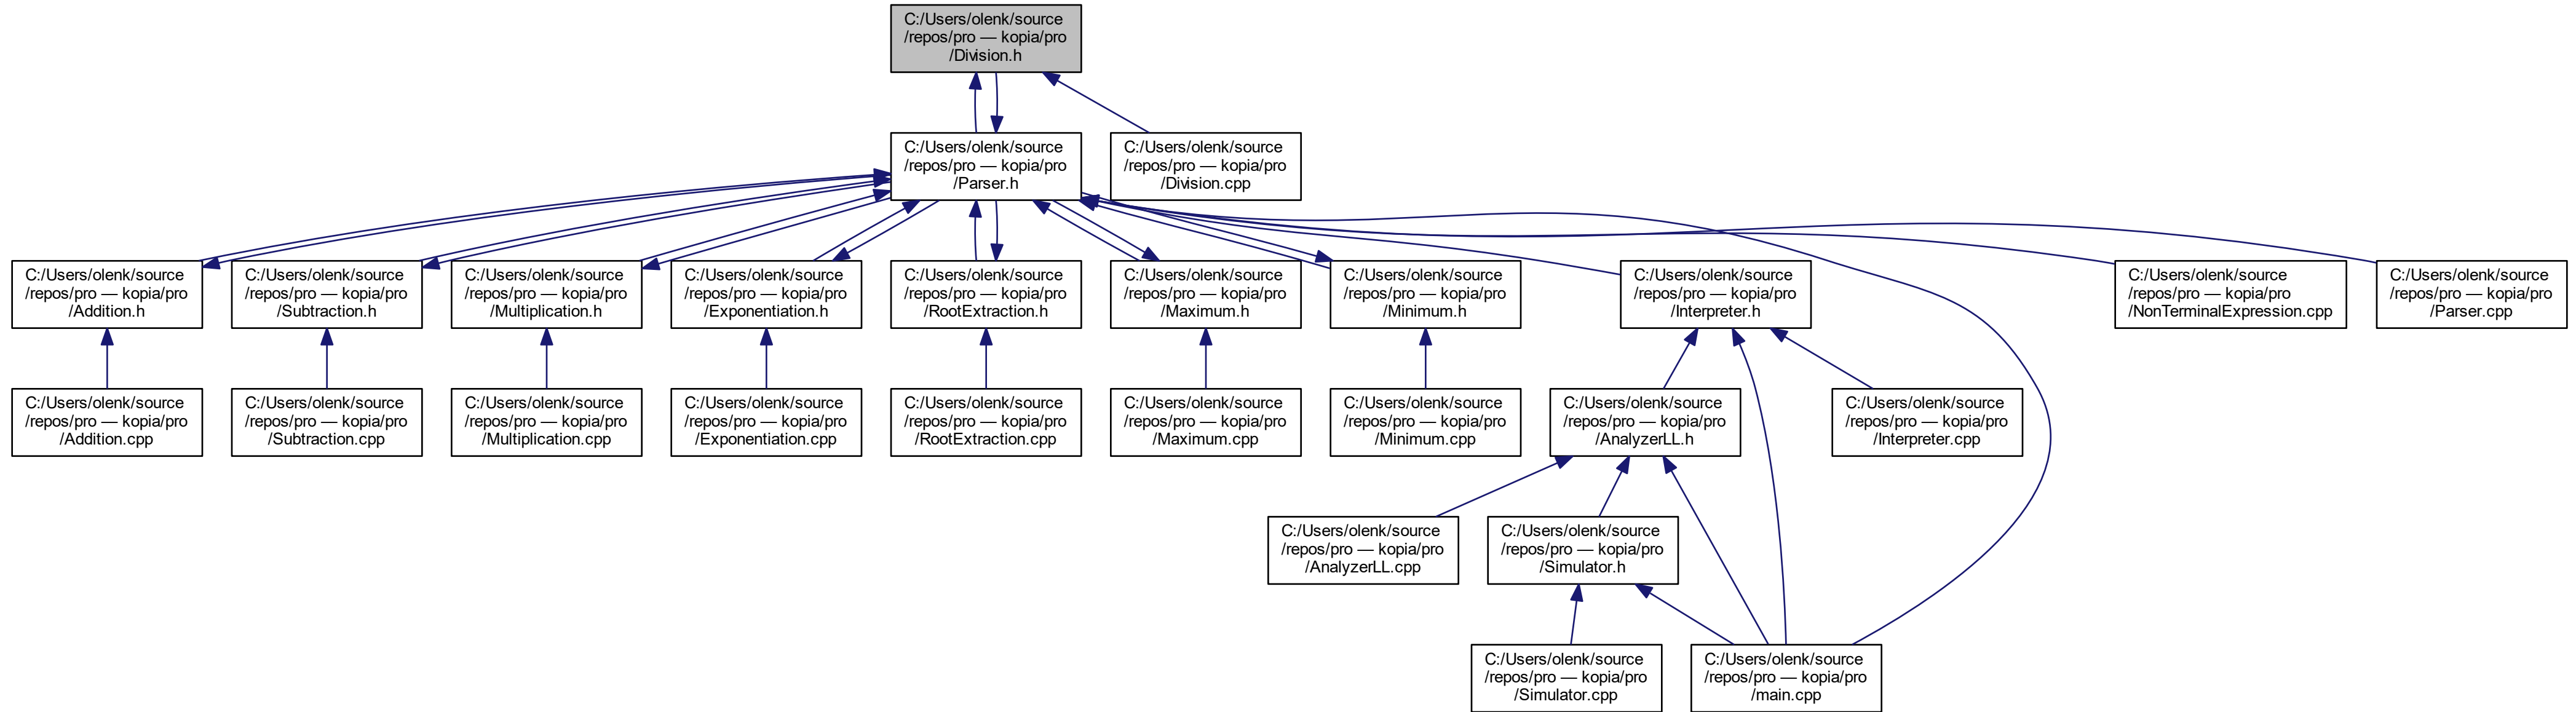 C:/Users/olenk/source
/repos/pro — kopia/pro
/Division.h
C:/Users/olenk/source
/repos/pro — kopia/pro
/Parser.h
C:/Users/olenk/source
/repos/pro — kopia/pro
/Division.cpp
C:/Users/olenk/source
/repos/pro — kopia/pro
/Addition.h
C:/Users/olenk/source
/repos/pro — kopia/pro
/Subtraction.h
C:/Users/olenk/source
/repos/pro — kopia/pro
/Multiplication.h
C:/Users/olenk/source
/repos/pro — kopia/pro
/Exponentiation.h
C:/Users/olenk/source
/repos/pro — kopia/pro
/RootExtraction.h
C:/Users/olenk/source
/repos/pro — kopia/pro
/Maximum.h
C:/Users/olenk/source
/repos/pro — kopia/pro
/Minimum.h
C:/Users/olenk/source
/repos/pro — kopia/pro
/Interpreter.h
C:/Users/olenk/source
/repos/pro — kopia/pro
/NonTerminalExpression.cpp
C:/Users/olenk/source
/repos/pro — kopia/pro
/Parser.cpp
C:/Users/olenk/source
/repos/pro — kopia/pro
/Addition.cpp
C:/Users/olenk/source
/repos/pro — kopia/pro
/Subtraction.cpp
C:/Users/olenk/source
/repos/pro — kopia/pro
/Multiplication.cpp
C:/Users/olenk/source
/repos/pro — kopia/pro
/Exponentiation.cpp
C:/Users/olenk/source
/repos/pro — kopia/pro
/RootExtraction.cpp
C:/Users/olenk/source
/repos/pro — kopia/pro
/Maximum.cpp
C:/Users/olenk/source
/repos/pro — kopia/pro
/Minimum.cpp
C:/Users/olenk/source
/repos/pro — kopia/pro
/AnalyzerLL.h
C:/Users/olenk/source
/repos/pro — kopia/pro
/Interpreter.cpp
C:/Users/olenk/source
/repos/pro — kopia/pro
/AnalyzerLL.cpp
C:/Users/olenk/source
/repos/pro — kopia/pro
/Simulator.h
C:/Users/olenk/source
/repos/pro — kopia/pro
/Simulator.cpp
C:/Users/olenk/source
/repos/pro — kopia/pro
/main.cpp